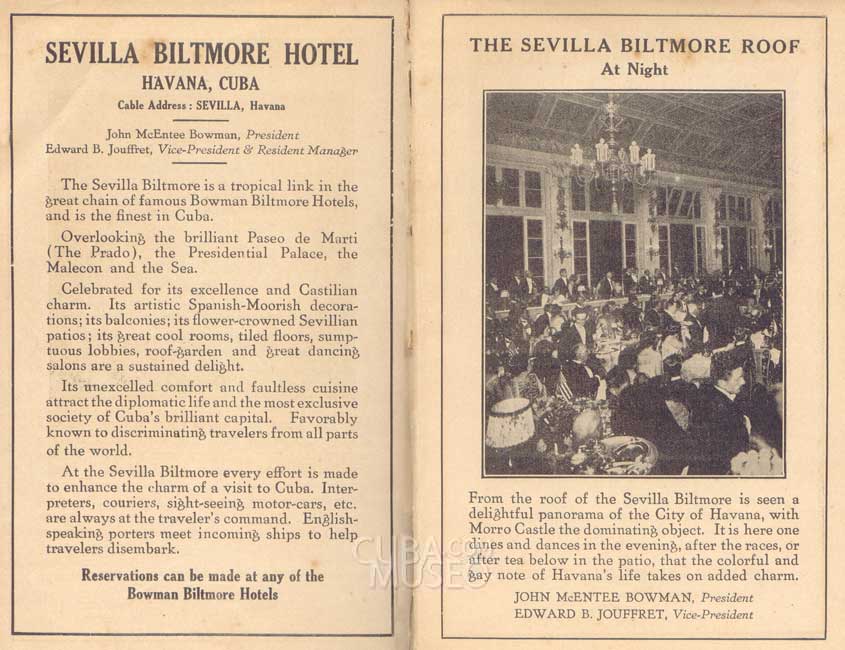 SEVILLA BILTMORE HOTEL
HAVANA, CUBA
Cable Address : SEVILLA, Havana
John McEntee Bowman, President
Edward B. Jouffret, Vice-President & Resident Manager
The Sevilla Biltmore is a tropical link in the
great chain of famous Bowman Biltmore Hotels,
and is the finest in Cuba.
Overlooking the brilliant Paseo de Marti
(The Prado), the Presidential Palace, the
Malecon and the Sea.
Celebrated for its excellence and Castilian
charm. Its artistic Spanish-Moorish decora-
tions; its balconies; its flower-crowned Sevillian
patios; its great cool rooms, tiled floors, sump-
tuous lobbies, roof-garden and great dancing
salons are a sustained delight.
Its unexcelled comfort and faultless cuisine
attract the diplomatic life and the most exclusive
society of Cuba's brilliant capital. Favorably
known to discriminating travelers from all parts
of the world.
At the Sevilla Biltmore every effort is made
to enhance the charm of a visit to Cuba. Inter-
preters, couriers, sight-seeing motor-cars, etc.
are always at the traveler's command. English-
speaking porters meet incoming ships to help
travelers disembark.
Reservations can be made at any of the
Bowman Biltmore Hotels
THE SEVILLA BILTMORE ROOF
At Night
From the roof of the Sevilla Biltmore is seen a
delightful panorama of the City of Havana, with
Morro Castle the dominating object. It is here one
dines and dances in the evening, after the races, or
after tea below in the patio, that the colorful and
gay note of Havana's life takes on added charm.
JOHN McENTEE BOWMAN, President
EDWARD B. JOUFFRET, Vice-President
CUBA.COM
MUSEO